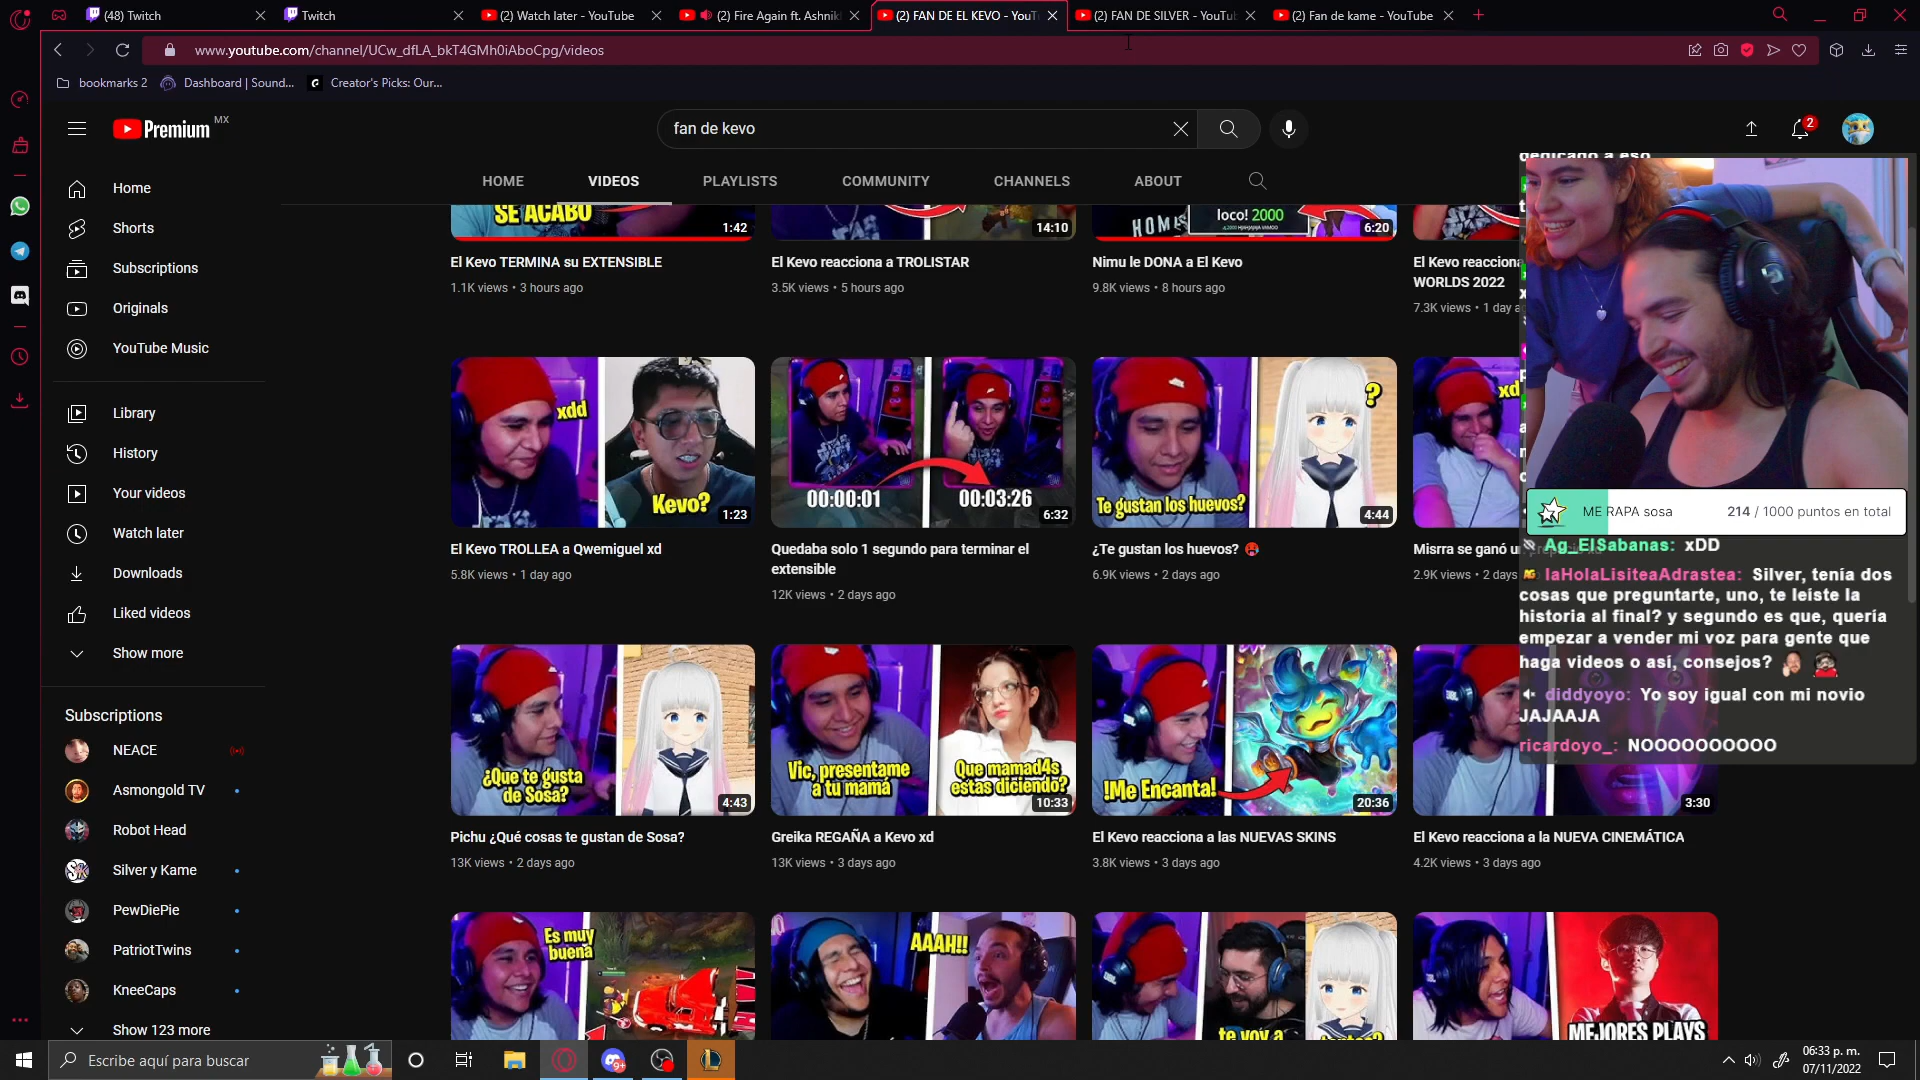 (48) Twitch
Twitch
(2) Watch later - YouTube
(2) Fire Again ft. Ashnik
(2) FAN DE EL KEVO - YouT
(2) FAN DE SILVER - YouTu
(2) Fan de kame - YouTube
www.youtube.com/channel/UCw_dfLA_bkT4GMh0iAboCpg/videos
bookmarks 2
Dashboard | Sound...
Creator's Picks: Our...
Premium MX
fan de kevo
2
HOME
VIDEOS
PLAYLISTS
COMMUNITY
CHANNELS
ABOUT
Home
Shorts
Subscriptions
Originals
YouTube Music
Library
History
Your videos
Watch later
Downloads
Liked videos
Show more
Subscriptions
NEACE
Asmongold TV
Robot Head
Silver y Kame
PewDiePie
PatriotTwins
KneeCaps
Show 123 more
SE ACABO
1:42
El Kevo TERMINA su EXTENSIBLE
1.1K views • 3 hours ago
14:10
El Kevo reacciona a TROLISTAR
3.5K views • 5 hours ago
HOME
loco! 2000
6:20
Nimu le DONA a El Kevo
9.8K views • 8 hours ago
El Kevo reacciona
WORLDS 2022
7.3K views • 1 day a
xdd
Kevo?
1:23
El Kevo TROLLEA a Qwemiguel xd
5.8K views • 1 day ago
00:00:01
00:03:26
6:32
Quedaba solo 1 segundo para terminar el
extensible
12K views • 2 days ago
?
Te gustan los huevos?
4:44
¿Te gustan los huevos?
6.9K views • 2 days ago
xd
Misrra se ganó u
2.9K views • 2 days
¿Que te gusta
de Sosa?
4:43
Pichu ¿Qué cosas te gustan de Sosa?
13K views • 2 days ago
Vic, presentame
a tu mamá
Que mamad4s
estas diciendo?
10:33
Greika REGAÑA a Kevo xd
13K views • 3 days ago
!Me Encanta!
20:36
El Kevo reacciona a las NUEVAS SKINS
3.8K views • 3 days ago
3:30
El Kevo reacciona a la NUEVA CINEMÁTICA
4.2K views • 3 days ago
Es muy
buena
AAAH!!
te voy a
MEJORES PLAYS
dedicado a eso
ME RAPA sosa
214 / 1000 puntos en total
Ag_ElSabanas: xDD
laHolaLisiteaAdrastea: Silver, tenía dos
cosas que preguntarte, uno, te leíste la
historia al final? y segundo es que, quería
empezar a vender mi voz para gente que
haga videos o así, consejos?
diddyoyo: Yo soy igual con mi novio
JAJAAJA
ricardoyo_: NOOOOOOOOOO
Escribe aquí para buscar
9+
06:33 p. m.
07/11/2022